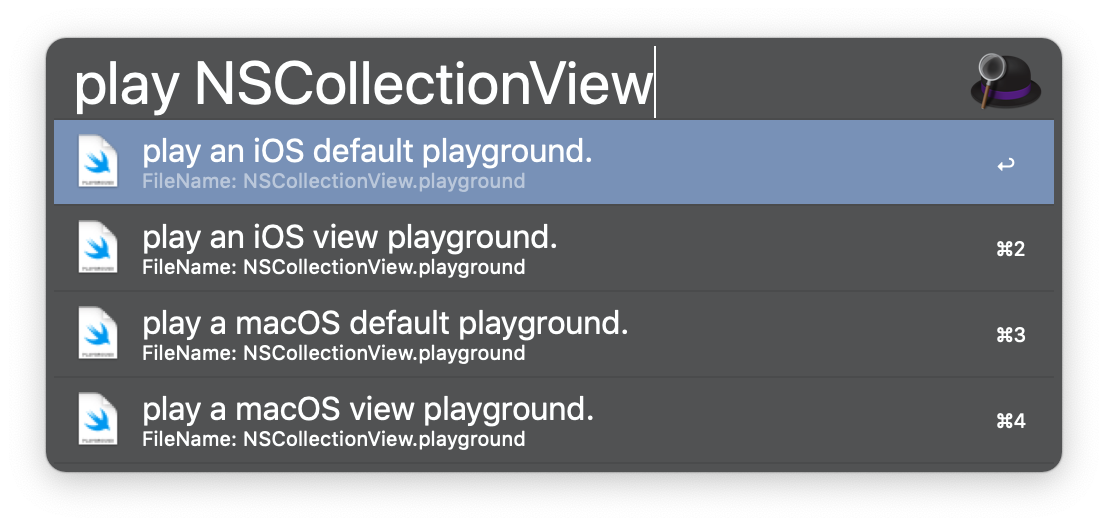 play NSCollectionView
play an iOS default playground.
FileName: NSCollectionView.playground
↩
play an iOS view playground.
FileName: NSCollectionView.playground
⌘2
play a macOS default playground.
FileName: NSCollectionView.playground
⌘3
play a macOS view playground.
FileName: NSCollectionView.playground
⌘4